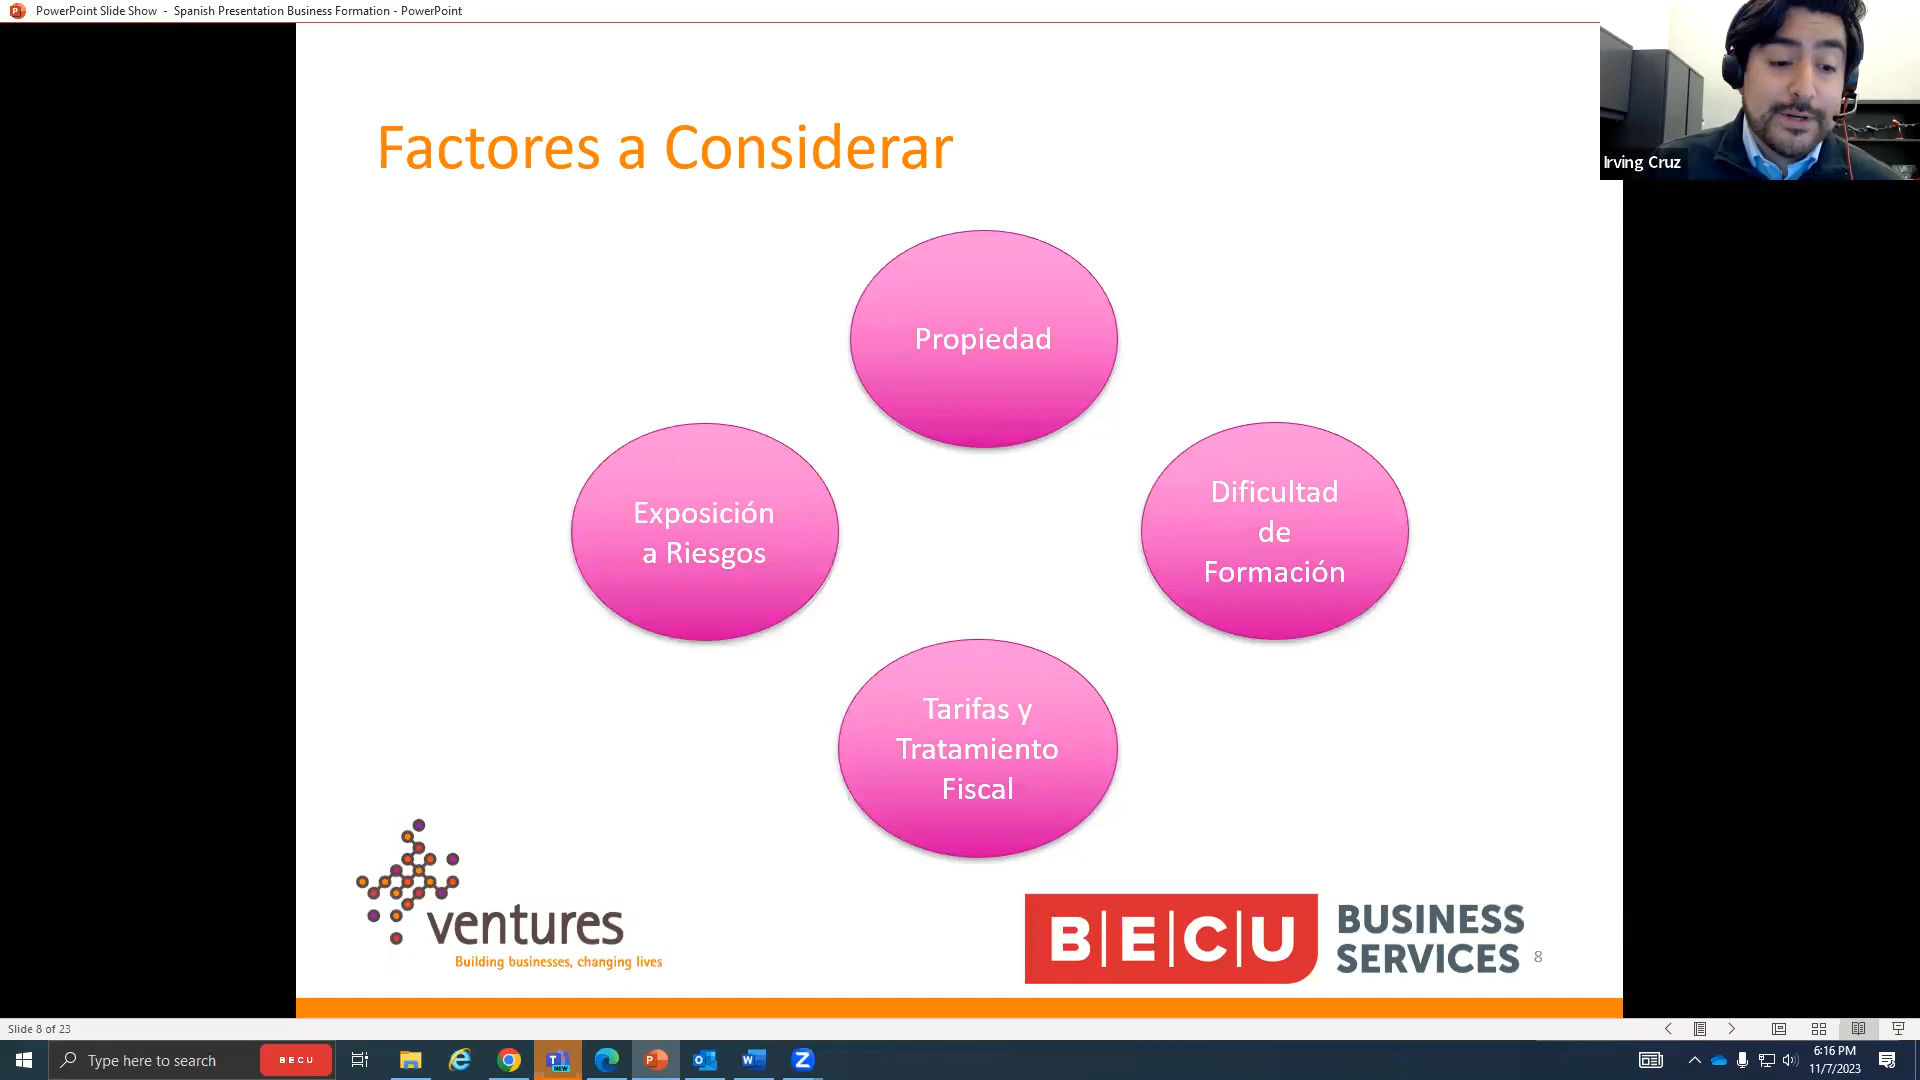 PowerPoint Slide Show - Spanish Presentation Business Formation - PowerPoint
Irving Cruz
Factores a Considerar
Propiedad
Exposición
a Riesgos
Dificultad
de
Formación
Tarifas y
Tratamiento
Fiscal
ventures
Building businesses, changing lives
B|E|C|U
BUSINESS
SERVICES
8
Slide 8 of 23
Type here to search
BECU
NEW
6:16 PM
11/7/2023